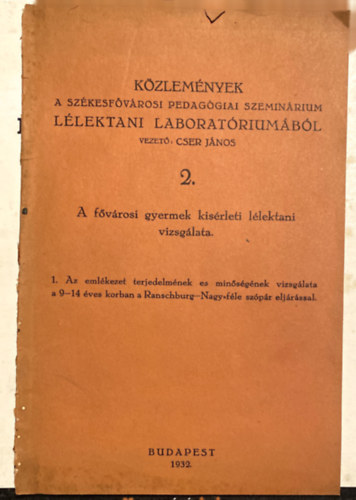 KÖZLEMÉNYEK
A SZÉKESFŐVÁROSI PEDAGÓGIAI SZEMINÁRIUM
LÉLEKTANI LABORATÓRIUMÁBÓL
VEZETŐ: CSER JÁNOS
2.
A fővárosi gyermek kisérleti lélektani
vizsgálata.
1. Az emlékezet terjedelmének és minőségének vizsgálata
a 9–14 éves korban a Ranschburg–Nagy-féle szópár eljárással.
BUDAPEST
1932.